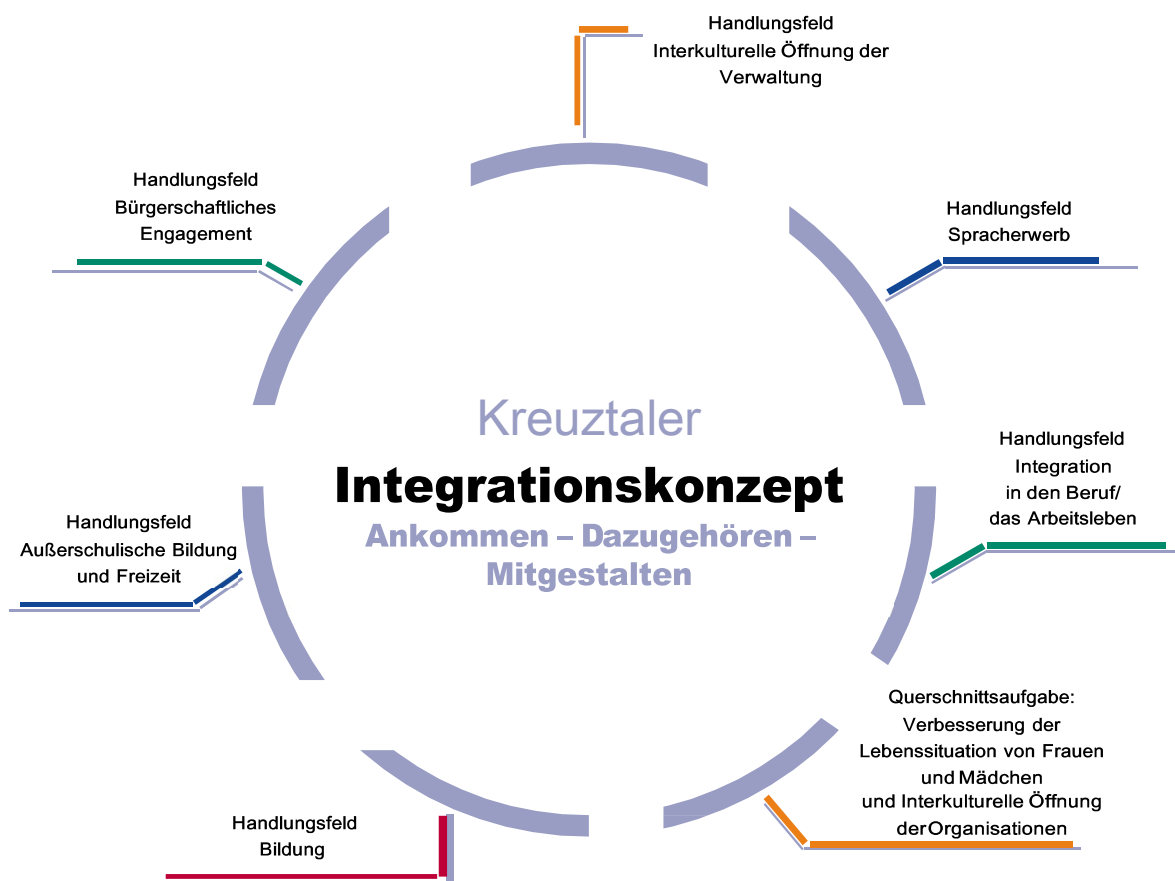 Handlungsfeld
Interkulturelle Öffnung der
Verwaltung
Handlungsfeld
Bürgerschaftliches
Engagement
Handlungsfeld
Spracherwerb
Kreuztaler
Integrationskonzept
Ankommen – Dazugehören –
Mitgestalten
Handlungsfeld
Integration
in den Beruf/
das Arbeitsleben
Handlungsfeld
Außerschulische Bildung
und Freizeit
Querschnittsaufgabe:
Verbesserung der
Lebenssituation von Frauen
und Mädchen
und Interkulturelle Öffnung
der Organisationen
Handlungsfeld
Bildung